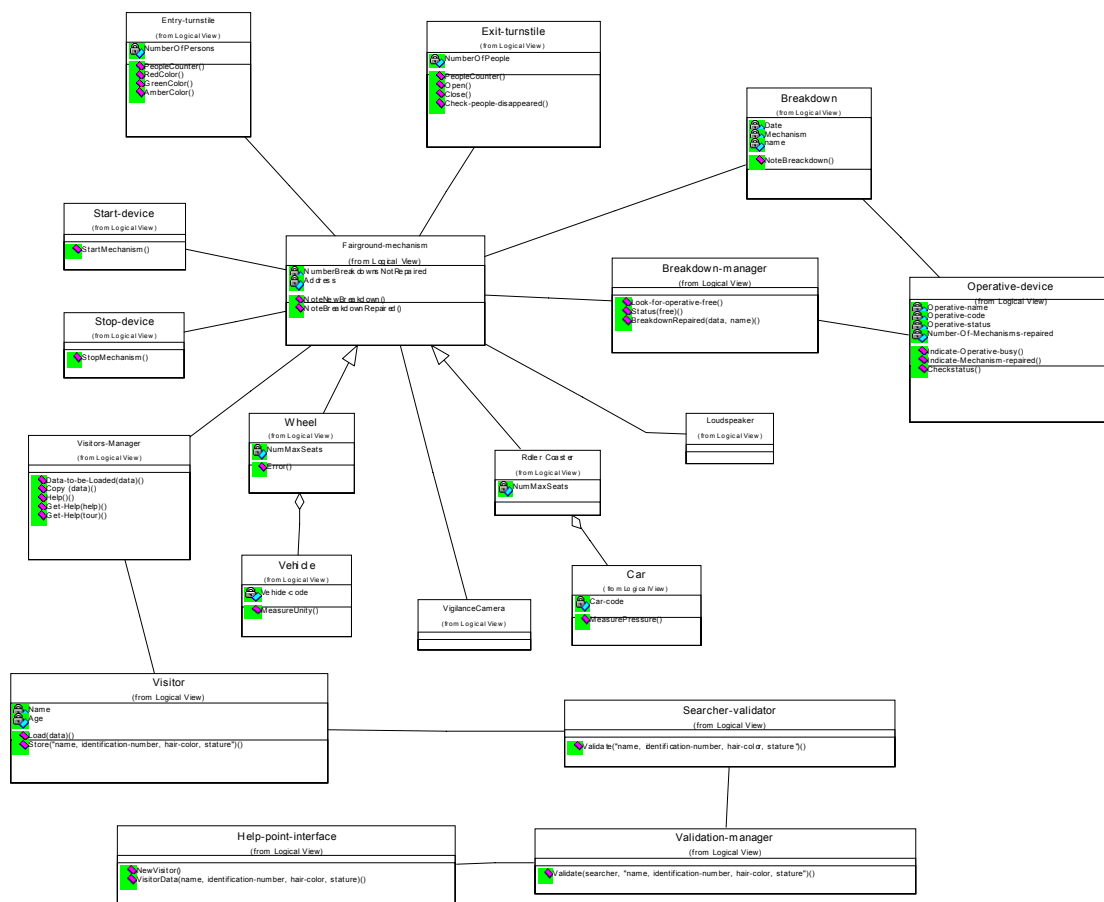 Entry-turnstile
(from Logical View)
NumberOfPersons
PeopleCounter()
RedColor()
GreenColor()
AmberColor()
Exit-turnstile
(from Logical View)
NumberOfPeople
PeopleCounter()
Open()
Close()
Check-people-disappeared()
Breakdown
(from Logical View)
Date
Mechanism
name
NoteBreackdown()
Start-device
(from Logical View)
StartMechanism()
Fairground-mechanism
(from Logical View)
NumberBreakdownsNotRepaired
Address
NoteNewBreakdown()
NoteBreakdownRepaired()
Breakdown-manager
(from Logical View)
Look-for-operative-free()
Status(free)()
BreakdownRepaired(data, name)()
Operative-device
(from Logical View)
Operative-name
Operative-code
Operative-status
Number-Of-Mechanisms-repaired
Indicate-Operative-busy()
Indicate-Mechanism-repaired()
Checkstatus()
Stop-device
(from Logical View)
StopMechanism()
Visitors-Manager
(from Logical View)
Data-to-be-Loaded(data)()
Copy (data)()
Help()()
Get-Help(help)()
Get-Help(tour)()
Wheel
(from Logical View)
NumMaxSeats
Error()
Roller Coaster
(from Logical View)
NumMaxSeats
Loudspeaker
(from Logical View)
Vehicle
(from Logical View)
Vehide-code
MeasureUnity()
VigilanceCamera
(from Logical View)
Car
(from Logical View)
Car-code
MeasurePressure()
Visitor
(from Logical View)
Name
Age
Load(data)()
Store("name, identification-number, hair-color, stature")()
Searcher-validator
(from Logical View)
Validate("name, identification-number, hair-color, stature")()
Help-point-interface
(from Logical View)
NewVisitor()
VisitorData(name, identification-number, hair-color, stature)()
Validation-manager
(from Logical View)
Validate(searcher, "name, identification-number, hair-color, stature")()